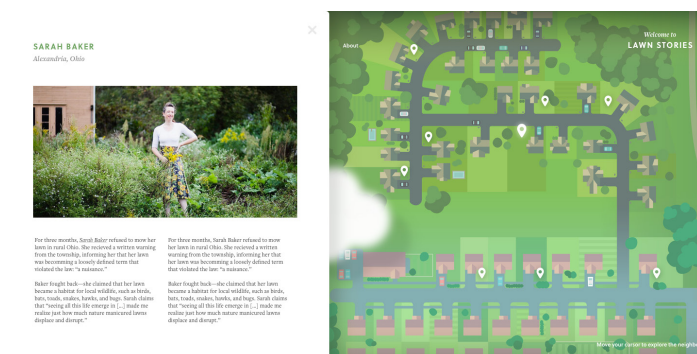 SARAH BAKER
Alexandria, Ohio
For three months, Sarah Baker refused to mow
her lawn in rural Ohio. She recieved a written
warning from the township, informing her that
her lawn was becomming a loosely defined term that
violated the law: “a nuisance.”
Baker fought back—she claimed that her lawn
became a habitat for local wildlife, such as birds,
bats, toads, snakes, hawks, and bugs. Sarah claims
that “seeing all this life emerge in [...] made me
realize just how much nature manicured lawns
displace and disrupt.”
For three months, Sarah Baker refused to mow her
lawn in rural Ohio. She recieved a written
warning from the township, informing her that
her lawn was becomming a loosely defined term
that violated the law: “a nuisance.”
Baker fought back—she claimed that her lawn
became a habitat for local wildlife, such as birds,
bats, toads, snakes, hawks, and bugs. Sarah claims
that “seeing all this life emerge in [...] made me
realize just how much nature manicured lawns
displace and disrupt.”
About
Welcome to
LAWN STORIES
Move your cursor to explore the neighb